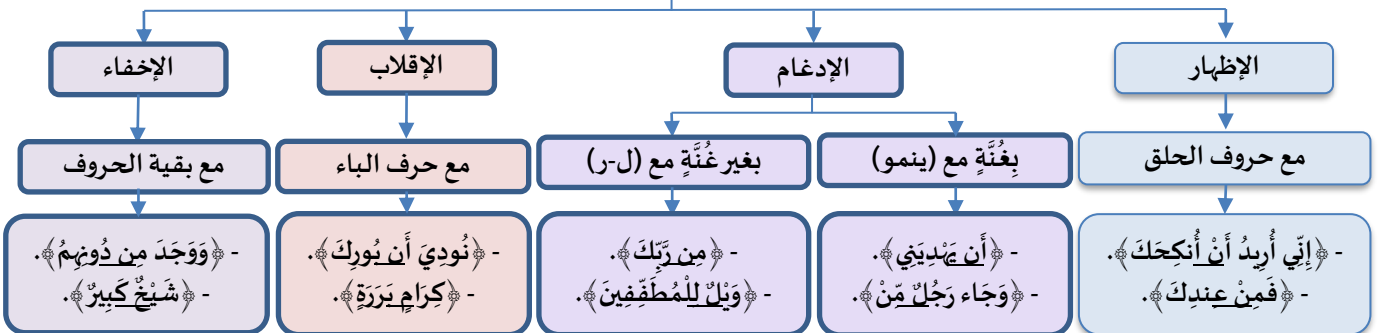 الإظهار
الإدغام
الإقلاب
الإخفاء
مع حروف الحلق
بِغُنَّةٍ مع (ينمو)
بغير غُنَّةٍ مع (ل-ر)
مع حرف الباء
مع بقية الحروف
- ﴿إِنِّي أُرِيدُ أَنْ أُنكِحَكَ﴾.
- ﴿فَمِنْ عِندِكَ﴾.
- ﴿أَن يَهْدِيَنِي﴾.
- ﴿وَجَاء رَجُلٌ مِّنْ﴾.
- ﴿مِن رَّبِّكَ﴾.
- ﴿وَيْلٌ لِلْمُطَفِّفِينَ﴾.
- ﴿نُودِيَ أَن بُورِكَ﴾.
- ﴿كِرَامٍ بَرَرَةٍ﴾.
- ﴿وَوَجَدَ مِن دُونِهِمُ﴾.
- ﴿شَيْخٌ كَبِيرٌ﴾.